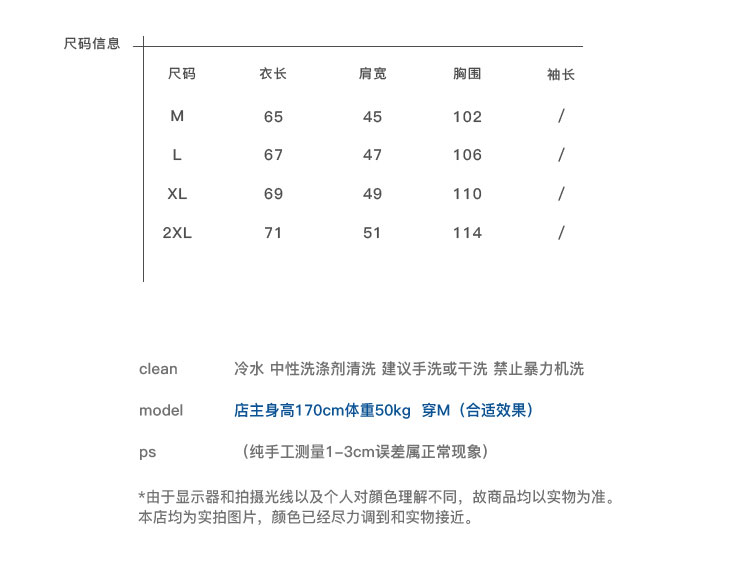 尺码信息
尺码 衣长 肩宽 胸围 袖长
M 65 45 102 /
L 67 47 106 /
XL 69 49 110 /
2XL 71 51 114 /
clean 冷水 中性洗涤剂清洗 建议手洗或干洗 禁止暴力机洗
model 店主身高170cm体重50kg 穿M（合适效果）
ps （纯手工测量1-3cm误差属正常现象）
*由于显示器和拍摄光线以及个人对颜色理解不同，故商品均以实物为准。
本店均为实拍图片，颜色已经尽力调到和实物接近。